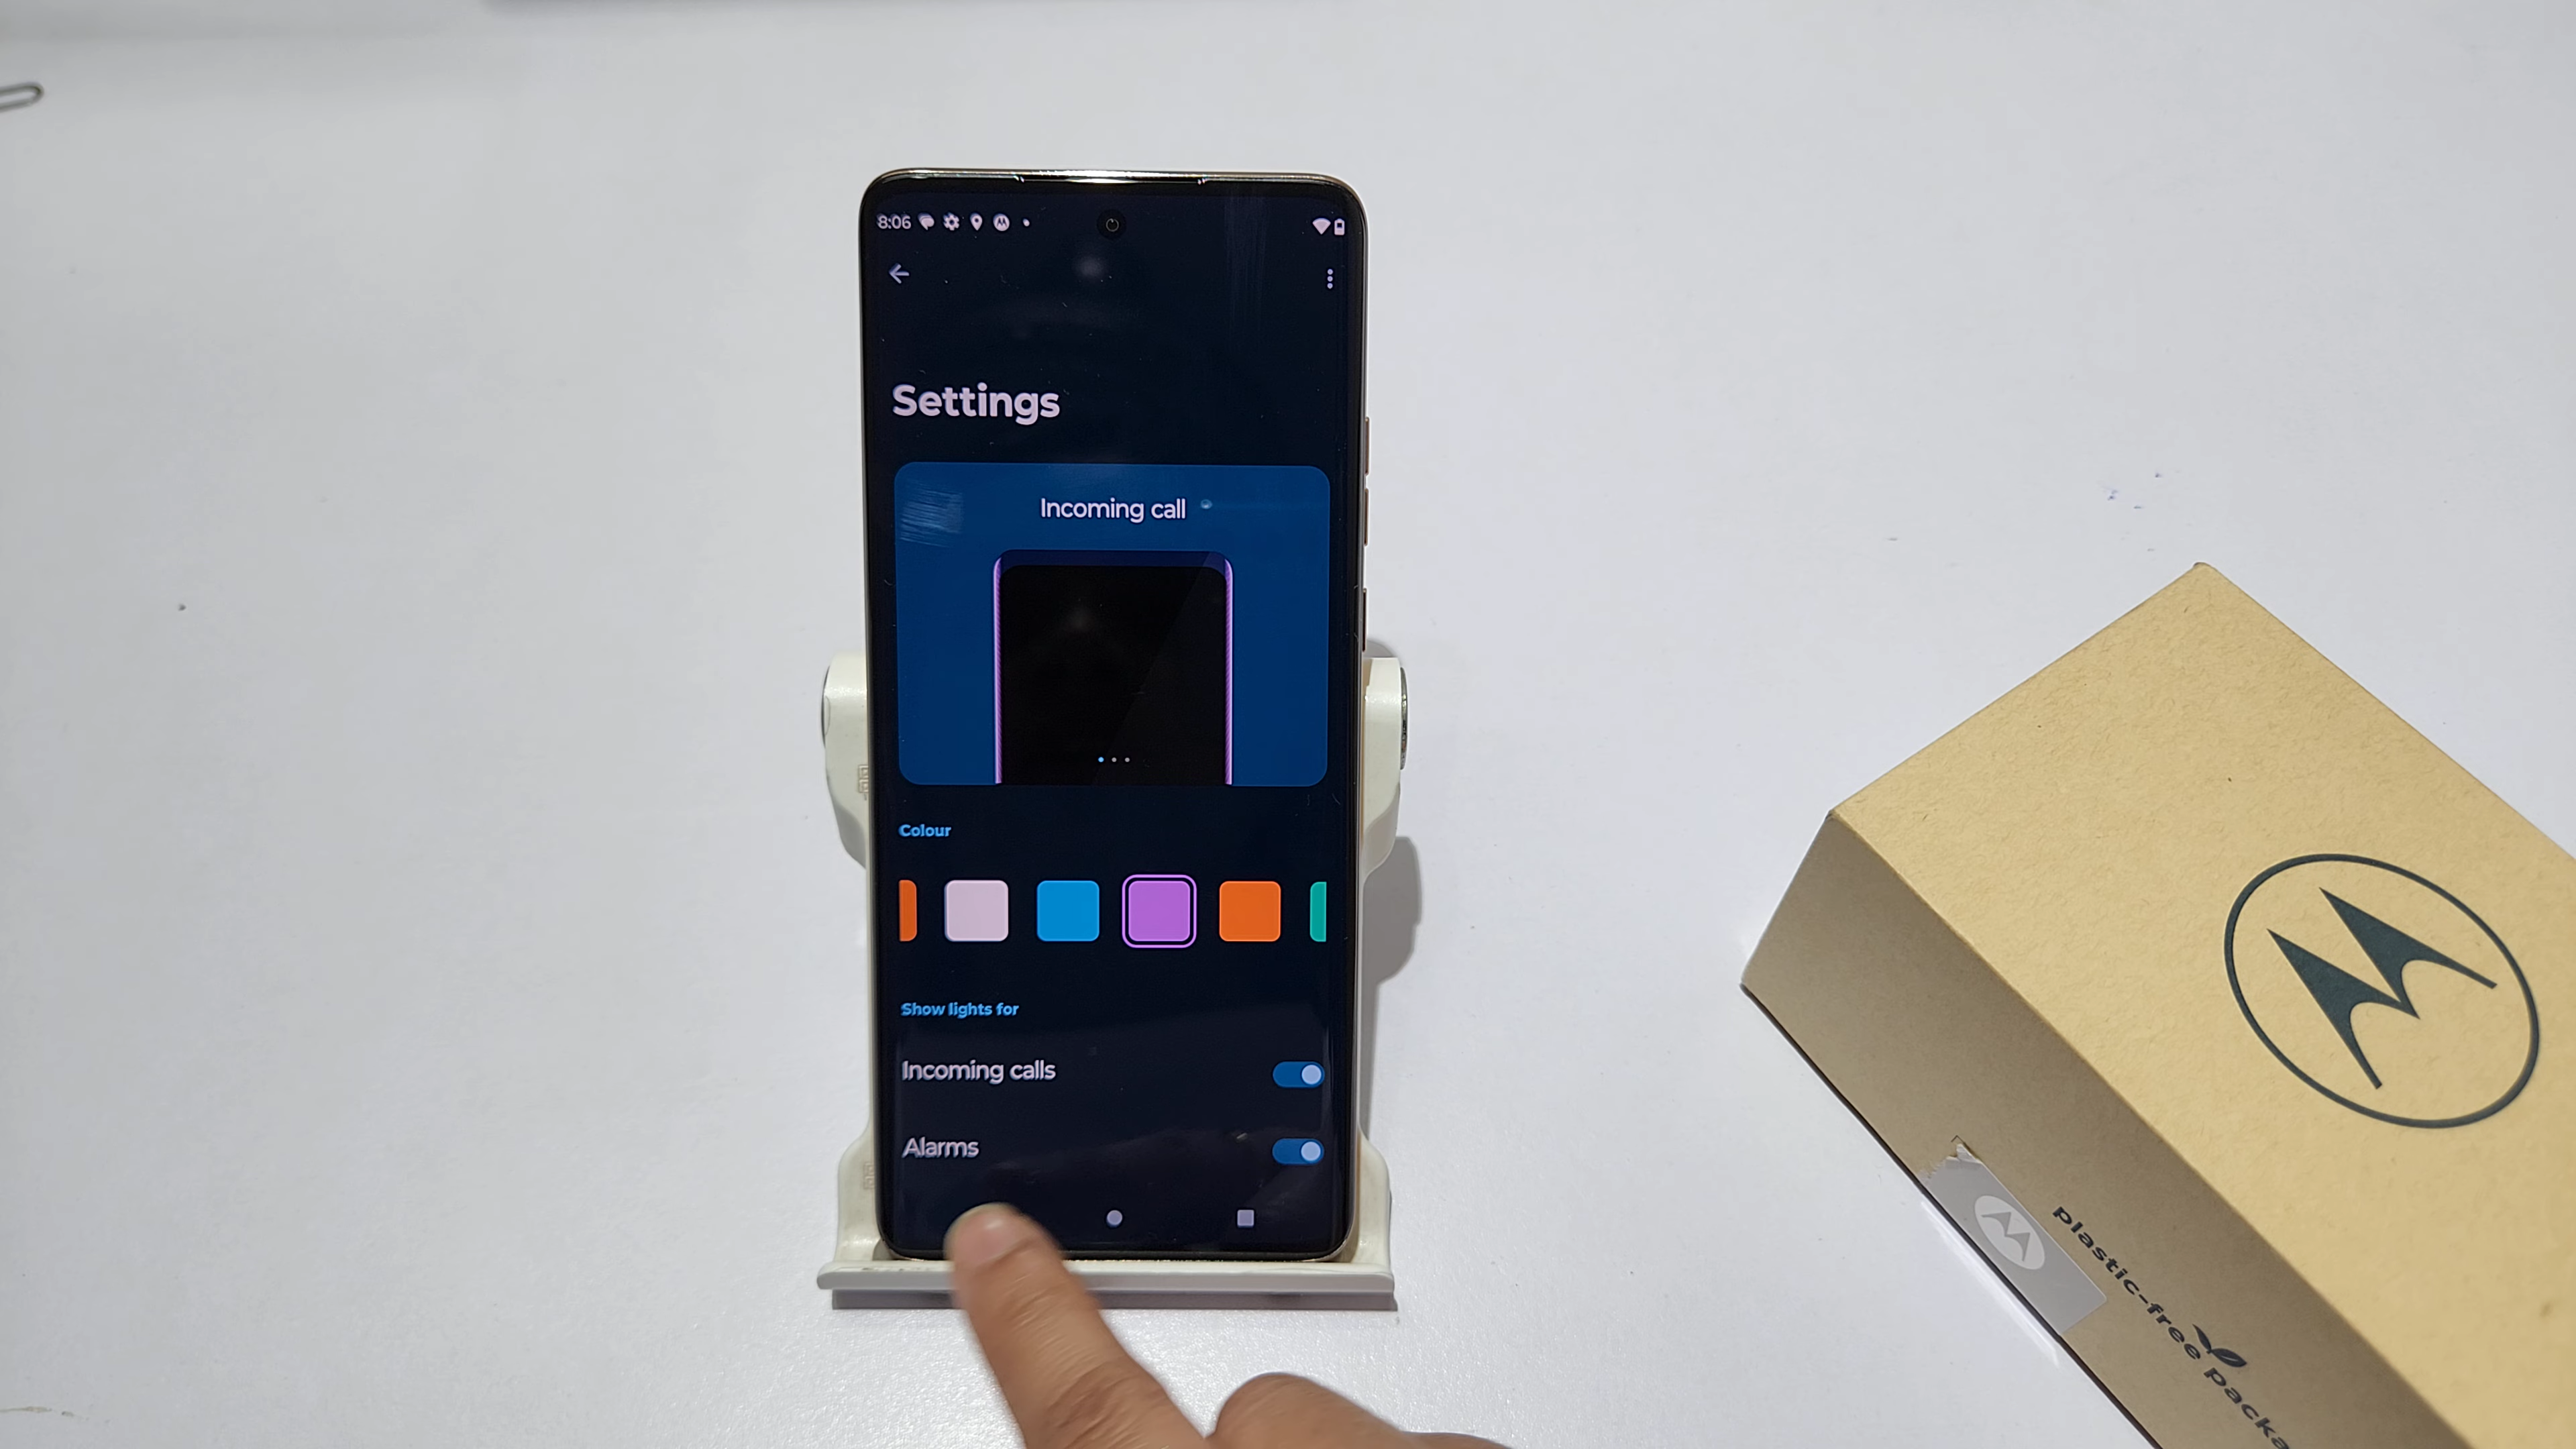 8:06
Settings
Incoming call
Colour
Show lights for
Incoming calls
Alarms
plastic-free packa